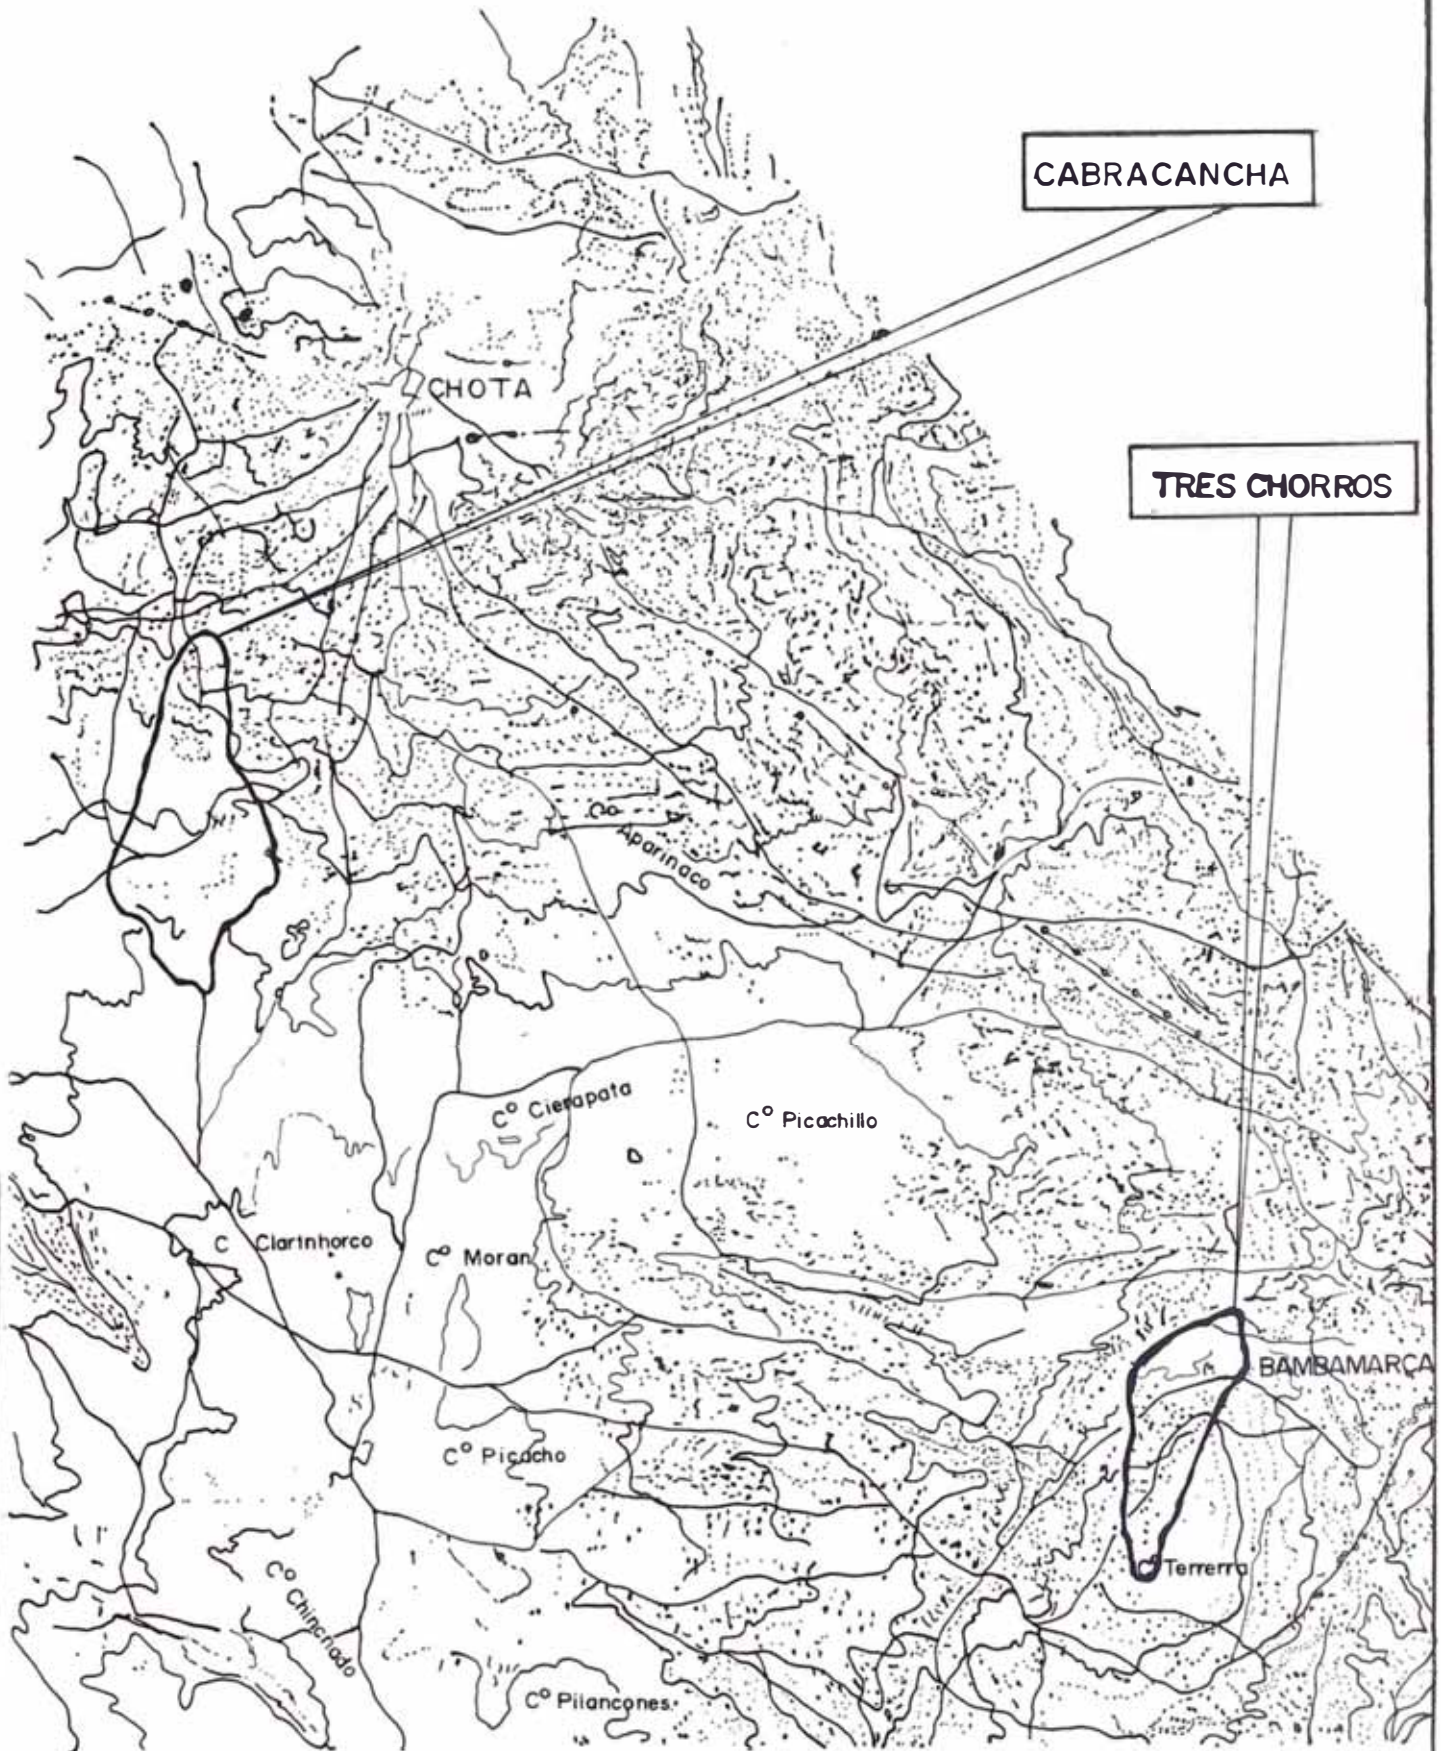 CABRACANCHA
CHOTA
TRES CHORROS
Co Aparinaco
Cº Cierapata
Cº Picachillo
C Clarinhorco
Cº Moran
BAMBAMARCA
Cº Picacho
Cº Terrerra
Cº Chinchado
Cº Pilancones